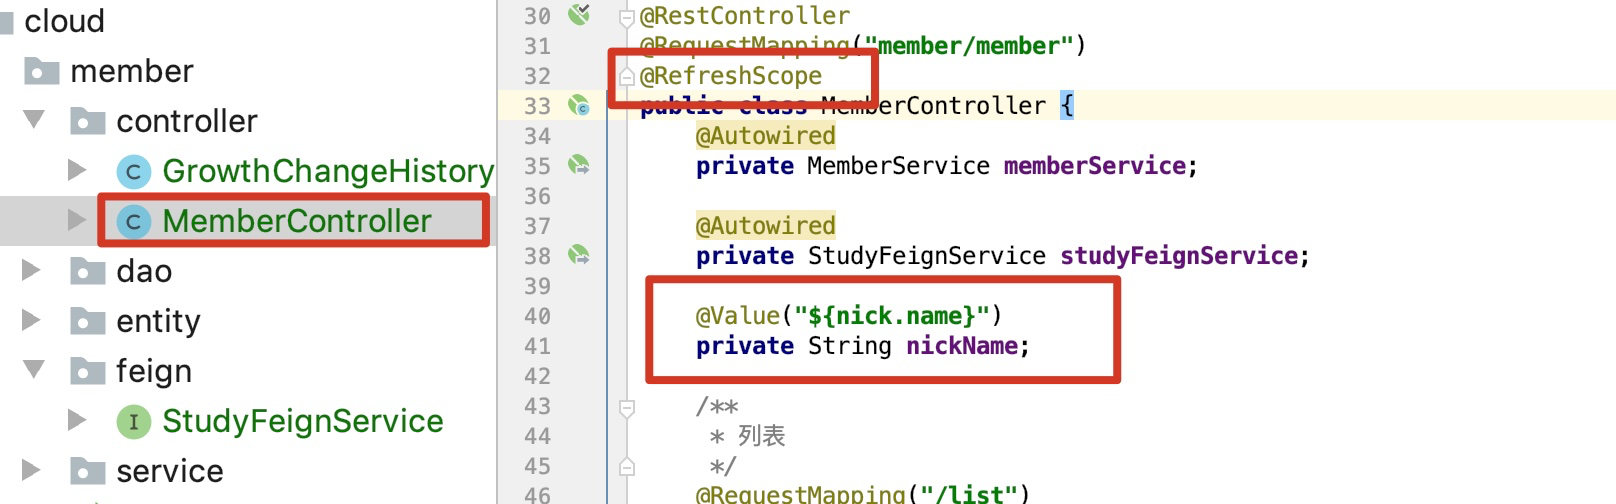 cloud
member
controller
GrowthChangeHistory
MemberController
dao
entity
feign
StudyFeignService
service
30 @RestController
31 @RequestMapping("member/member")
32 @RefreshScope
33 public class MemberController {
34 @Autowired
35 private MemberService memberService;
36
37 @Autowired
38 private StudyFeignService studyFeignService;
39
40 @Value("${nick.name}")
41 private String nickName;
42
43 /**
44 * 列表
45 */
46 @RequestMapping("/list")